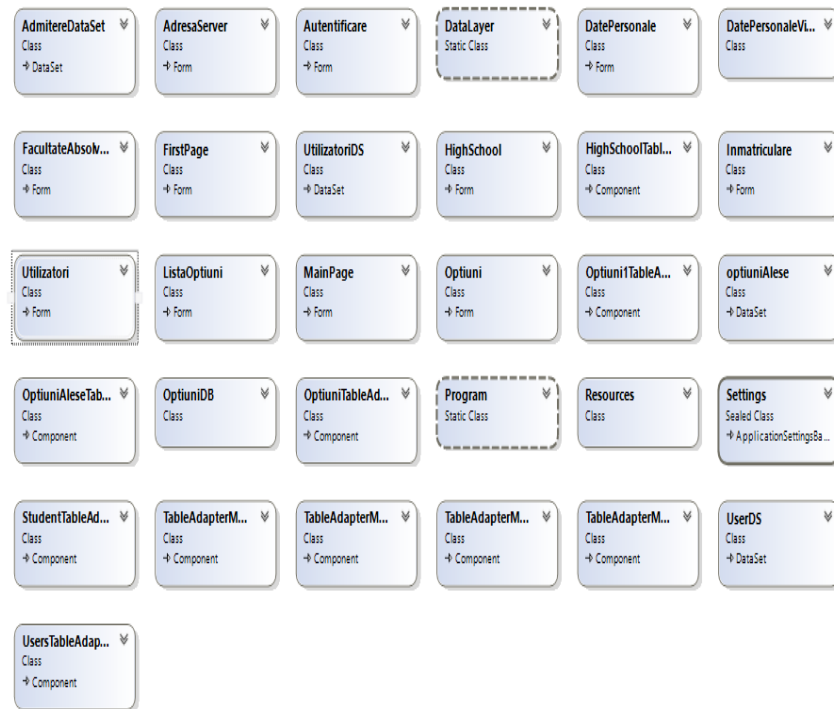 AdmitereDataSet
Class
DataSet
AdresaServer
Class
Form
Autentificare
Class
Form
DataLayer
Static Class
DatePersonale
Class
Form
DatePersonaleVi...
Class
FacultateAbsolv...
Class
Form
FirstPage
Class
Form
UtilizatoriDS
Class
DataSet
HighSchool
Class
Form
HighSchoolTabl...
Class
Component
Inmatriculare
Class
Form
Utilizatori
Class
Form
ListaOptiuni
Class
Form
MainPage
Class
Form
Optiuni
Class
Form
Optiuni1TableA...
Class
Component
optiuniAlese
Class
DataSet
OptiuniAleseTab...
Class
Component
OptiuniDB
Class
OptiuniTableAd...
Class
Component
Program
Static Class
Resources
Class
Settings
Sealed Class
ApplicationSettingsBa...
StudentTableAd...
Class
Component
TableAdapterM...
Class
Component
TableAdapterM...
Class
Component
TableAdapterM...
Class
Component
TableAdapterM...
Class
Component
UserDS
Class
DataSet
UsersTableAdap...
Class
Component